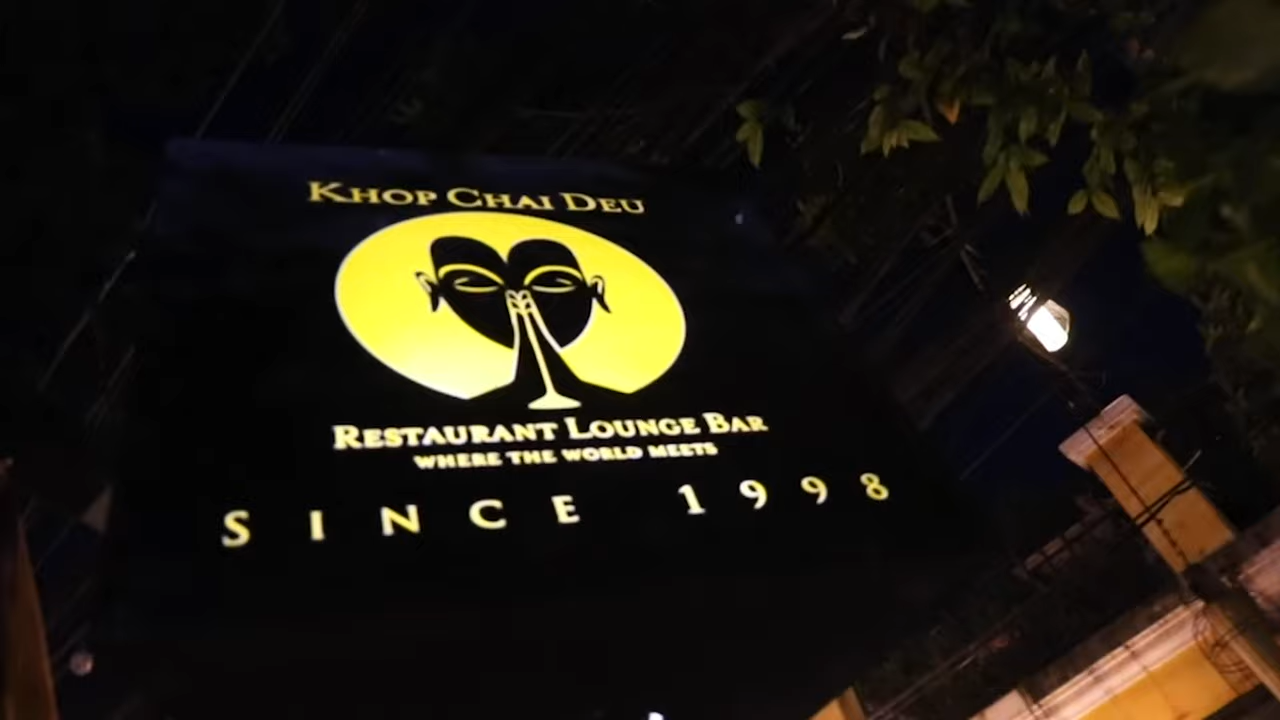 KHOP CHAI DEU
RESTAURANT LOUNGE BAR
WHERE THE WORLD MEETS
SINCE 1998